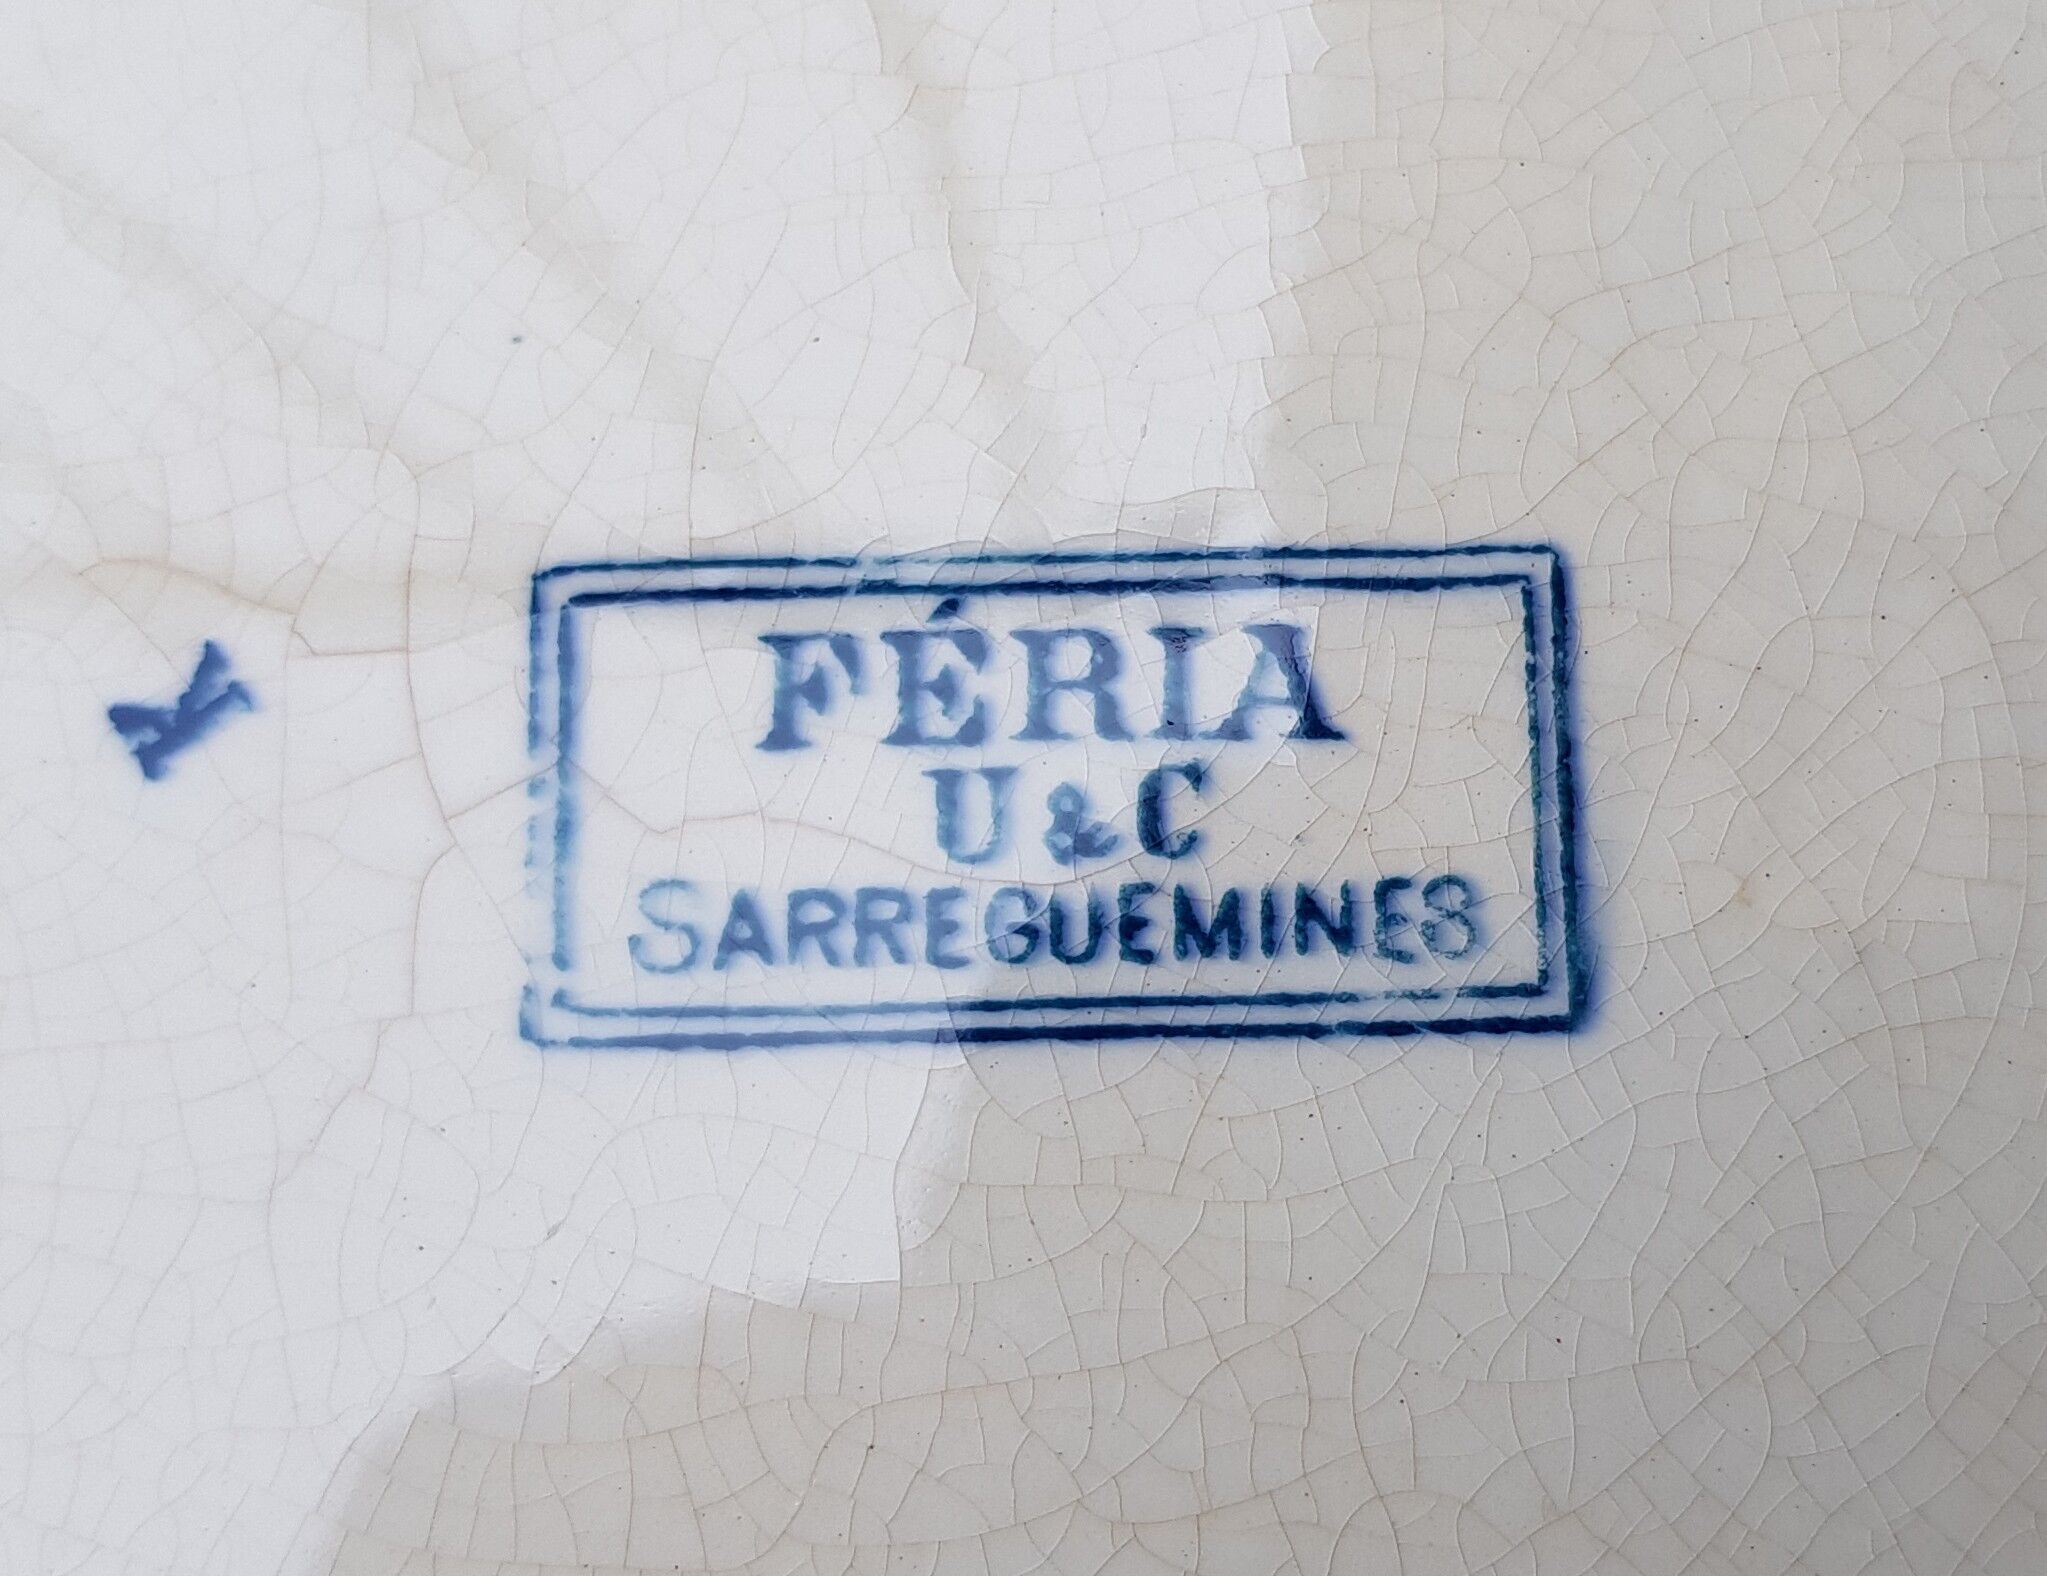 K
FÉRIA
U & C
SARREGUEMINES